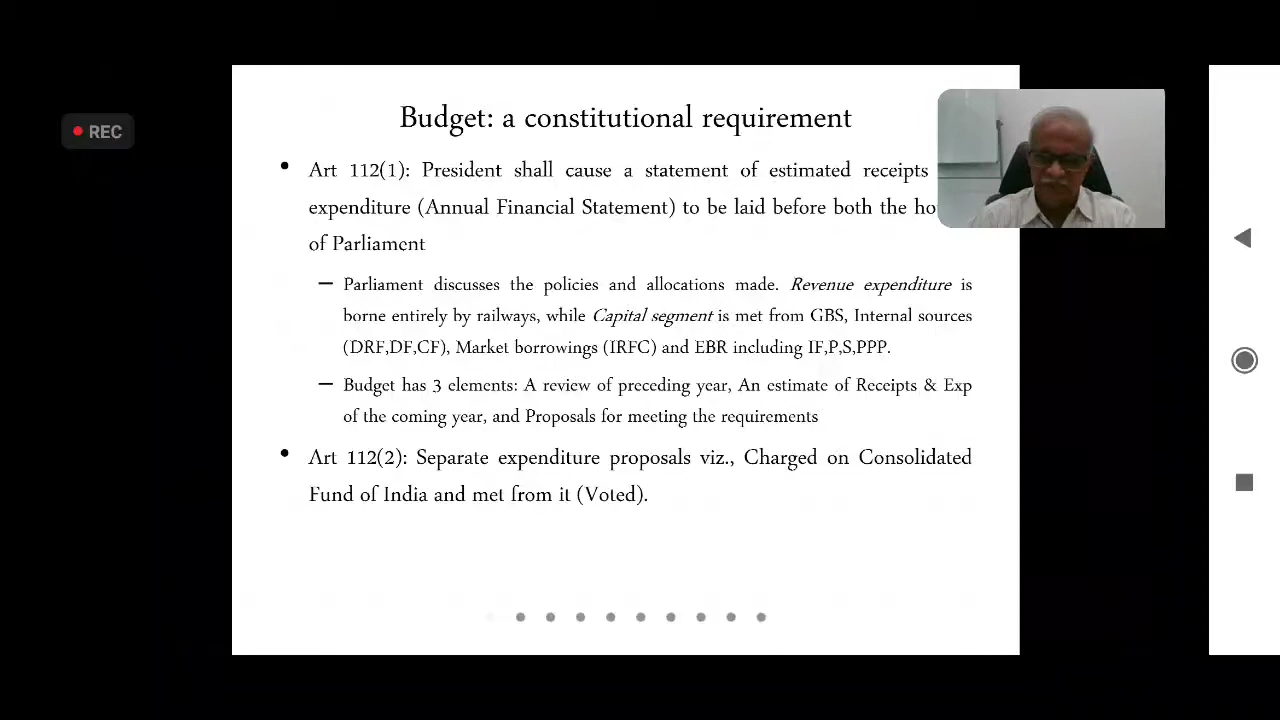 REC
Budget: a constitutional requirement
• Art 112(1): President shall cause a statement of estimated receipts
expenditure (Annual Financial Statement) to be laid before both the
of Parliament
– Parliament discusses the policies and allocations made. Revenue expenditure is
borne entirely by railways, while Capital segment is met from GBS, Internal sources
(DRF,DF,CF), Market borrowings (IRFC) and EBR including IF,P,S,PPP.
– Budget has 3 elements: A review of preceding year, An estimate of Receipts & Exp
of the coming year, and Proposals for meeting the requirements
• Art 112(2): Separate expenditure proposals viz., Charged on Consolidated
Fund of India and met from it (Voted).